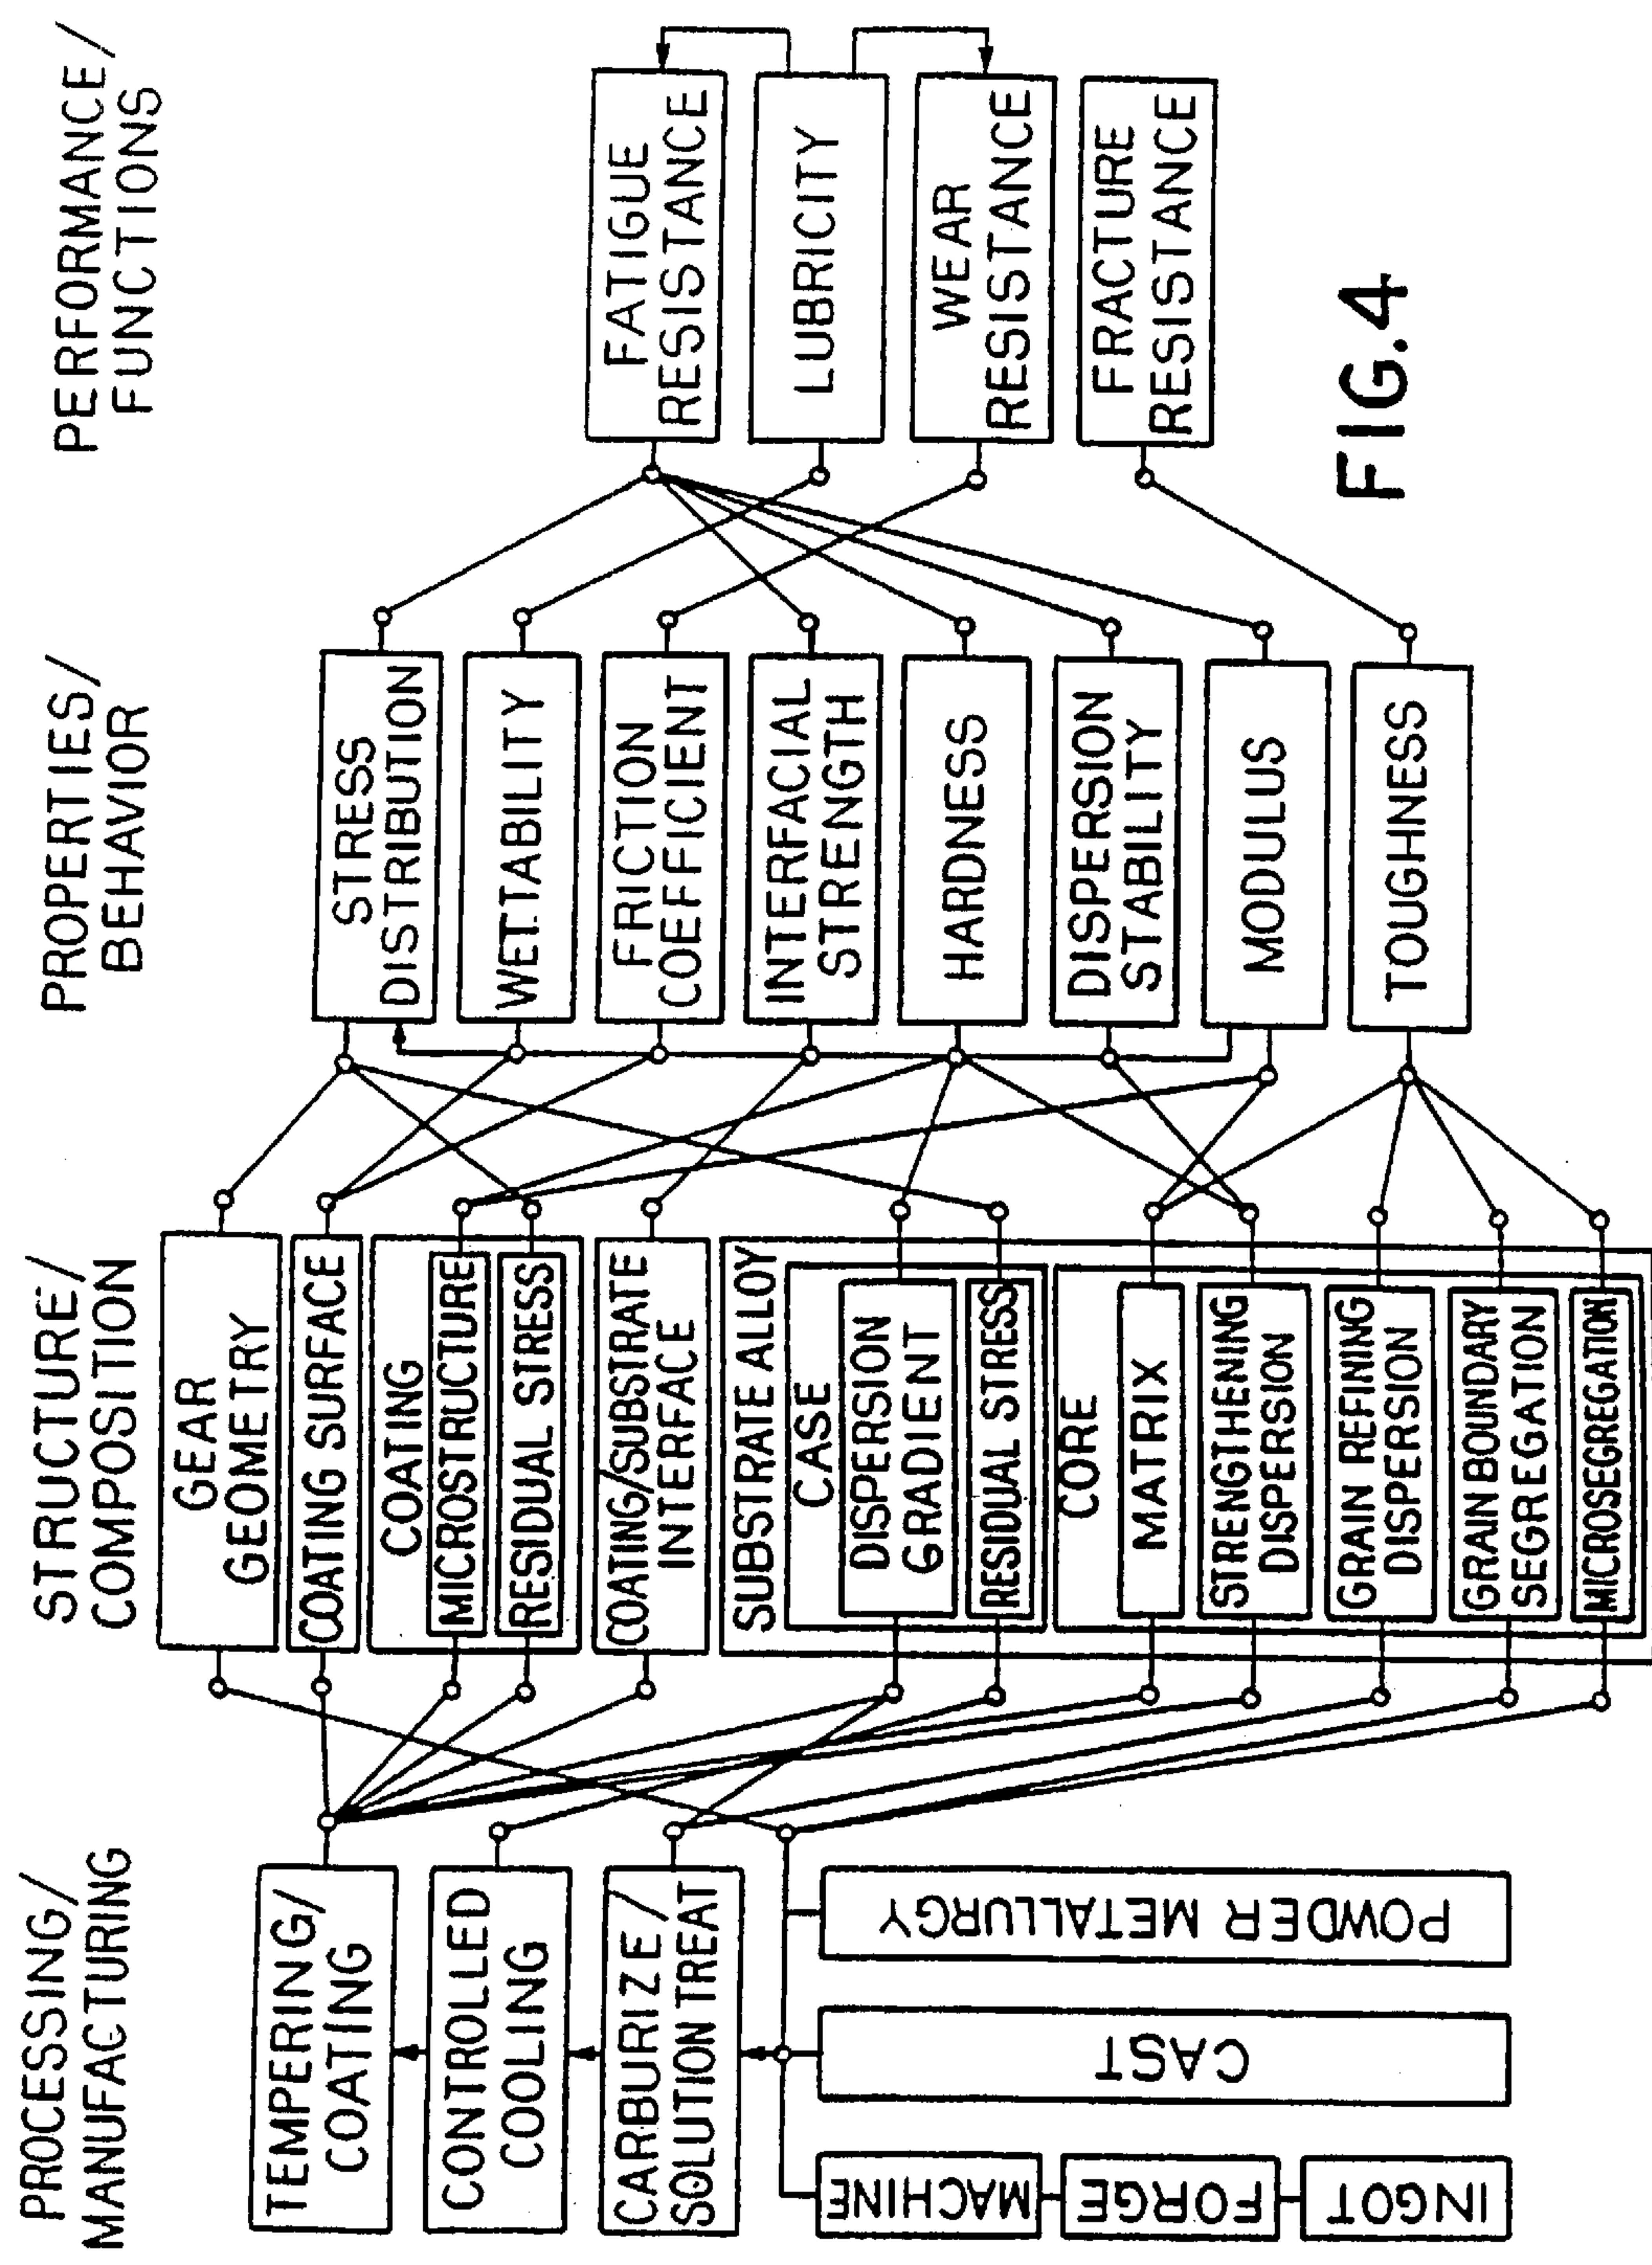 PROCESSING/
MANUFACTURING
TEMPERING/
COATING
CONTROLLED
COOLING
CARBURIZE/
SOLUTION TREAT
MACHINE
FORGE
INGOT
CAST
POWDER METALLURGY
STRUCTURE/
COMPOSITION
GEAR
GEOMETRY
COATING SURFACE
COATING
MICROSTRUCTURE
RESIDUAL STRESS
COATING/SUBSTRATE
INTERFACE
SUBSTRATE ALLOY
CASE
DISPERSION
GRADIENT
RESIDUAL STRESS
CORE
MATRIX
STRENGTHENING
DISPERSION
GRAIN REFINING
DISPERSION
GRAIN BOUNDARY
SEGREGATION
MICROSEGREGATION
PROPERTIES/
BEHAVIOR
STRESS
DISTRIBUTION
WETTABILITY
FRICTION
COEFFICIENT
INTERFACIAL
STRENGTH
HARDNESS
DISPERSION
STABILITY
MODULUS
TOUGHNESS
PERFORMANCE/
FUNCTIONS
FATIGUE
RESISTANCE
LUBRICITY
WEAR
RESISTANCE
FRACTURE
RESISTANCE
FIG.4